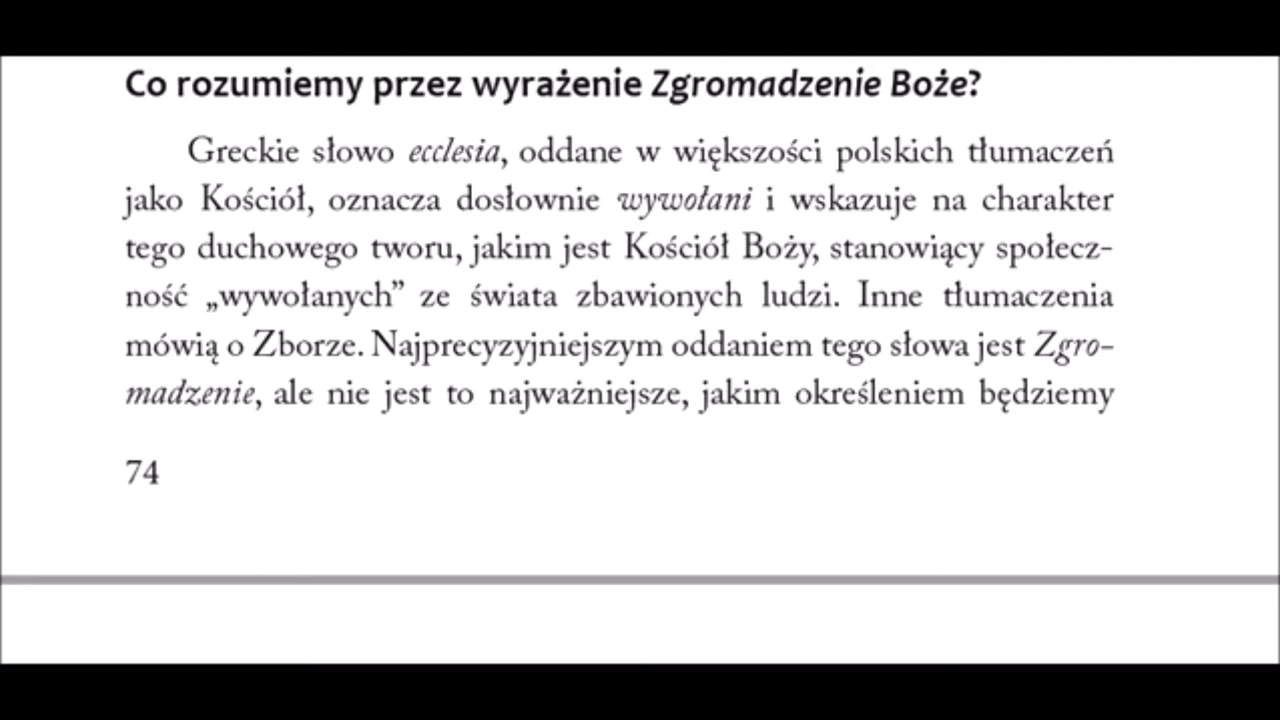 Co rozumiemy przez wyrażenie Zgromadzenie Boże?
Greckie słowo ecclesia, oddane w większości polskich tłumaczeń
jako Kościół, oznacza dosłownie wywołani i wskazuje na charakter
tego duchowego tworu, jakim jest Kościół Boży, stanowiący społecz-
ność „wywołanych” ze świata zbawionych ludzi. Inne tłumaczenia
mówią o Zborze. Najprecyzyjniejszym oddaniem tego słowa jest Zgro-
madzenie, ale nie jest to najważniejsze, jakim określeniem będziemy
74